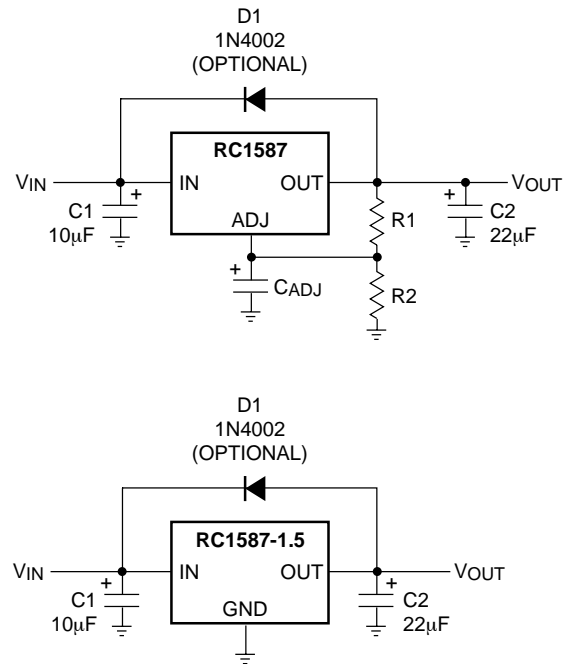 D1
1N4002
(OPTIONAL)
RC1587
VIN
IN
OUT
VOUT
+
C1
10μF
ADJ
R1
+
C2
22μF
+
CADJ
R2
D1
1N4002
(OPTIONAL)
RC1587-1.5
VIN
IN
OUT
VOUT
+
C1
10μF
GND
+
C2
22μF